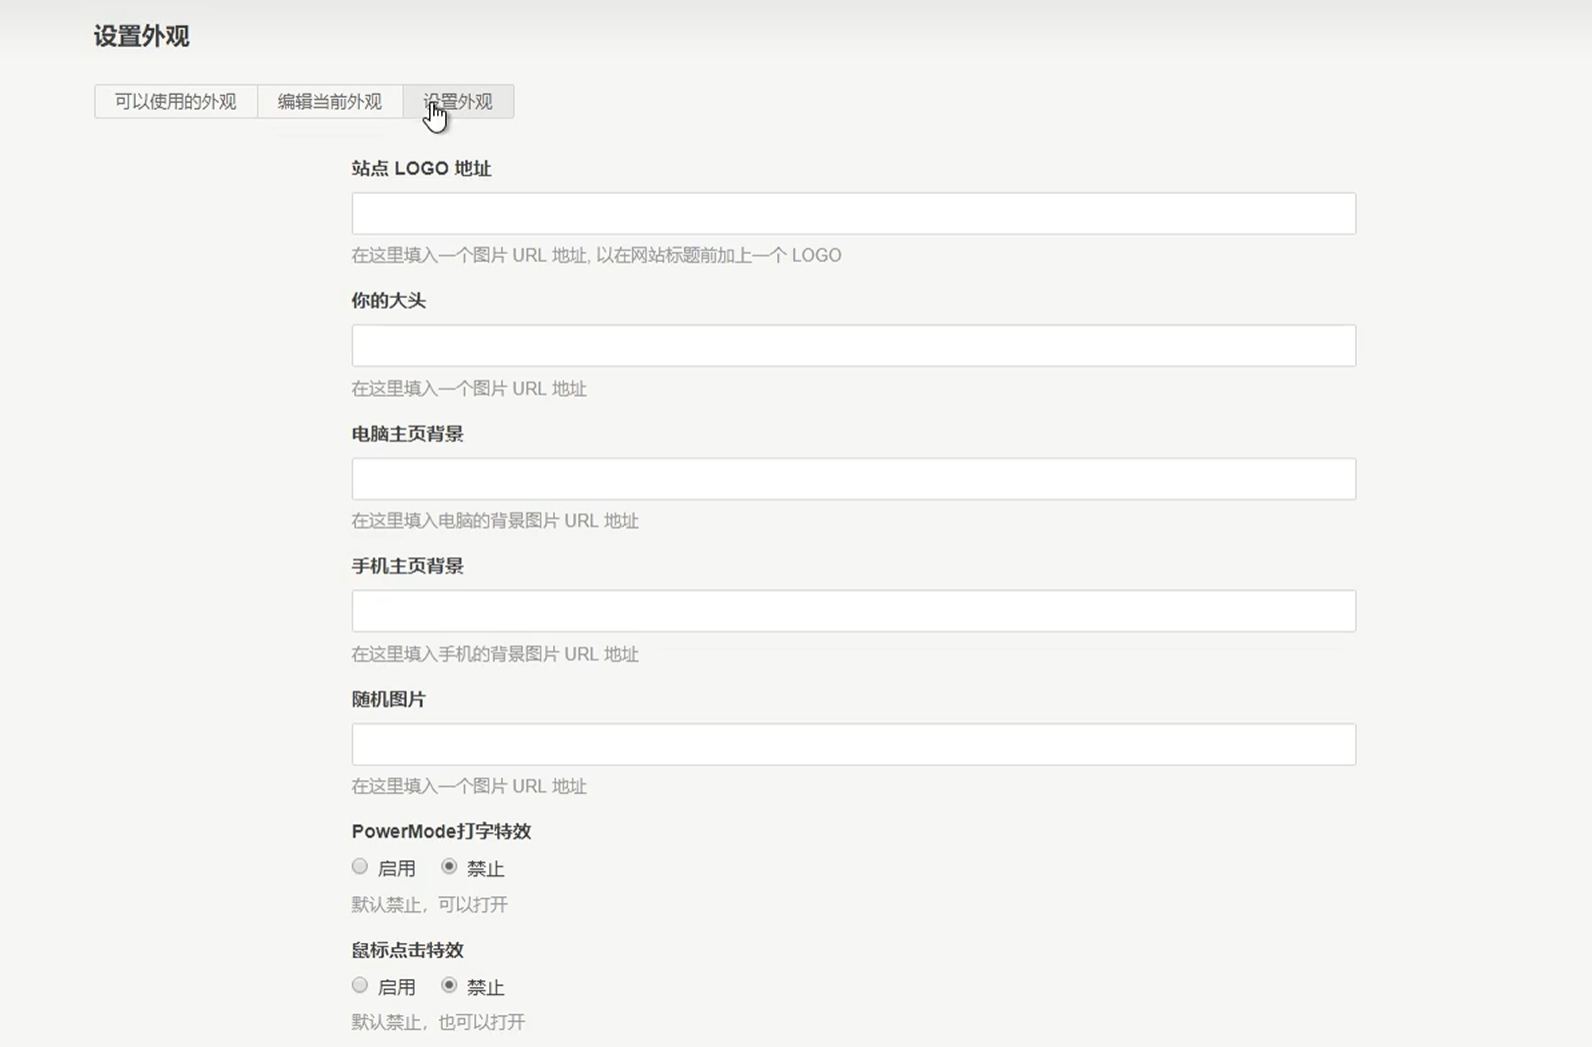 设置外观
可以使用的外观 编辑当前外观 设置外观
站点 LOGO 地址
在这里填入一个图片 URL 地址, 以在网站标题前加上一个 LOGO
你的大头
在这里填入一个图片 URL 地址
电脑主页背景
在这里填入电脑的背景图片 URL 地址
手机主页背景
在这里填入手机的背景图片 URL 地址
随机图片
在这里填入一个图片 URL 地址
PowerMode打字特效
启用 禁止
默认禁止，可以打开
鼠标点击特效
启用 禁止
默认禁止，也可以打开